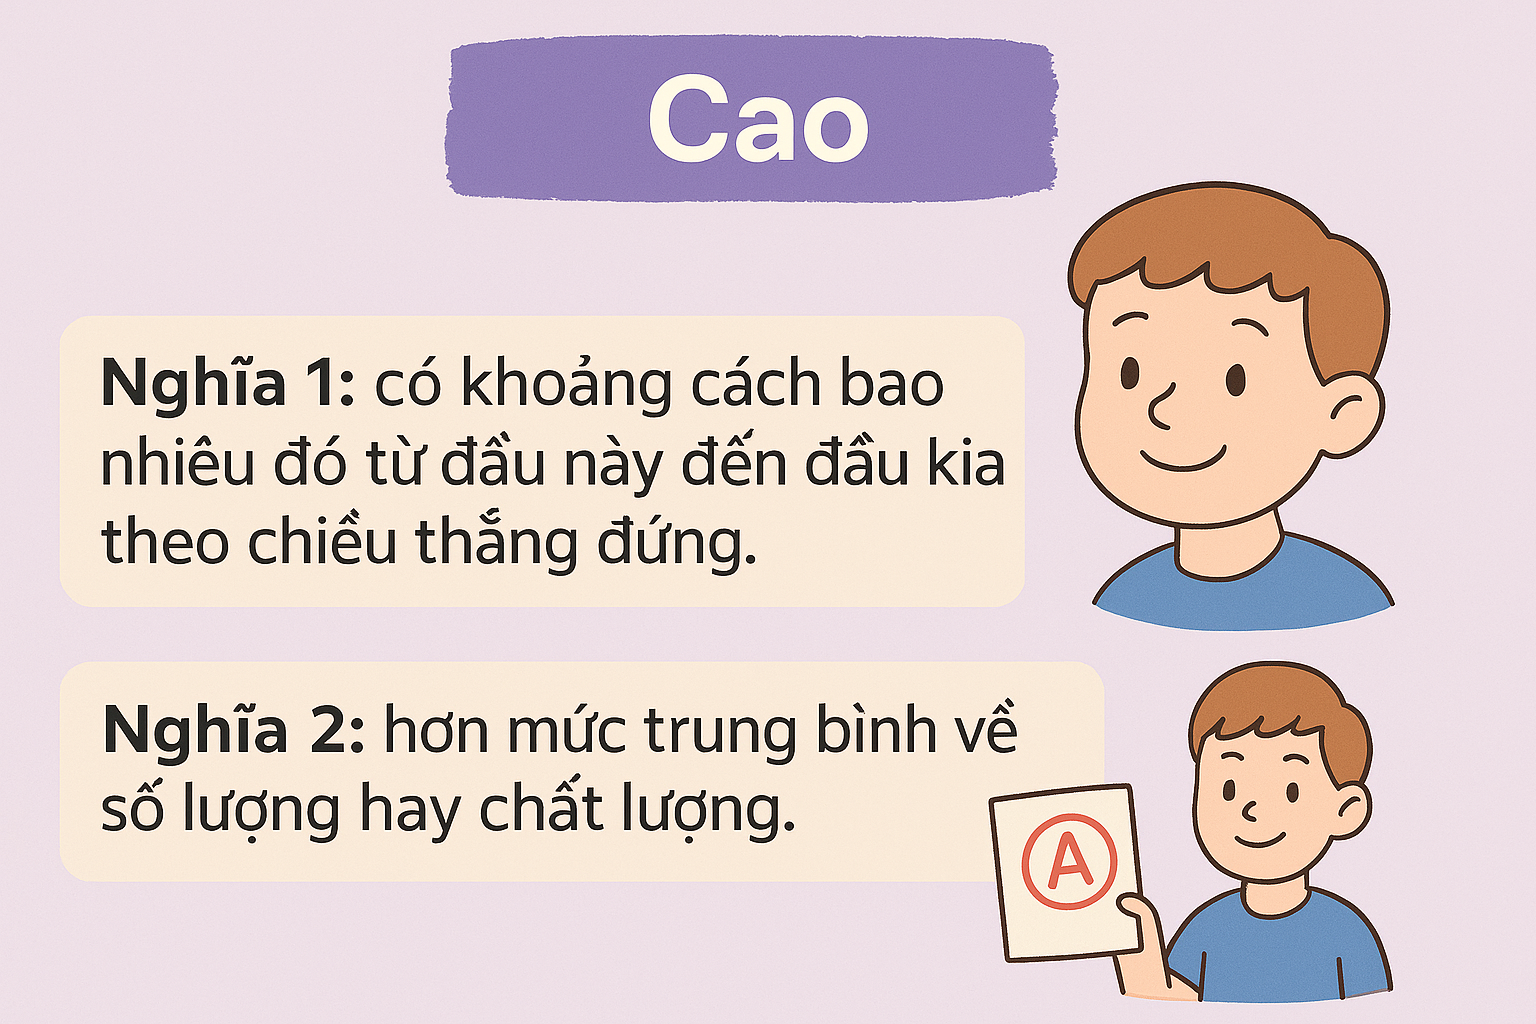 Cao
Nghĩa 1: có khoảng cách bao
nhiêu đó từ đầu này đến đầu kia
theo chiều thẳng đứng.
Nghĩa 2: hơn mức trung bình về
số lượng hay chất lượng.
A